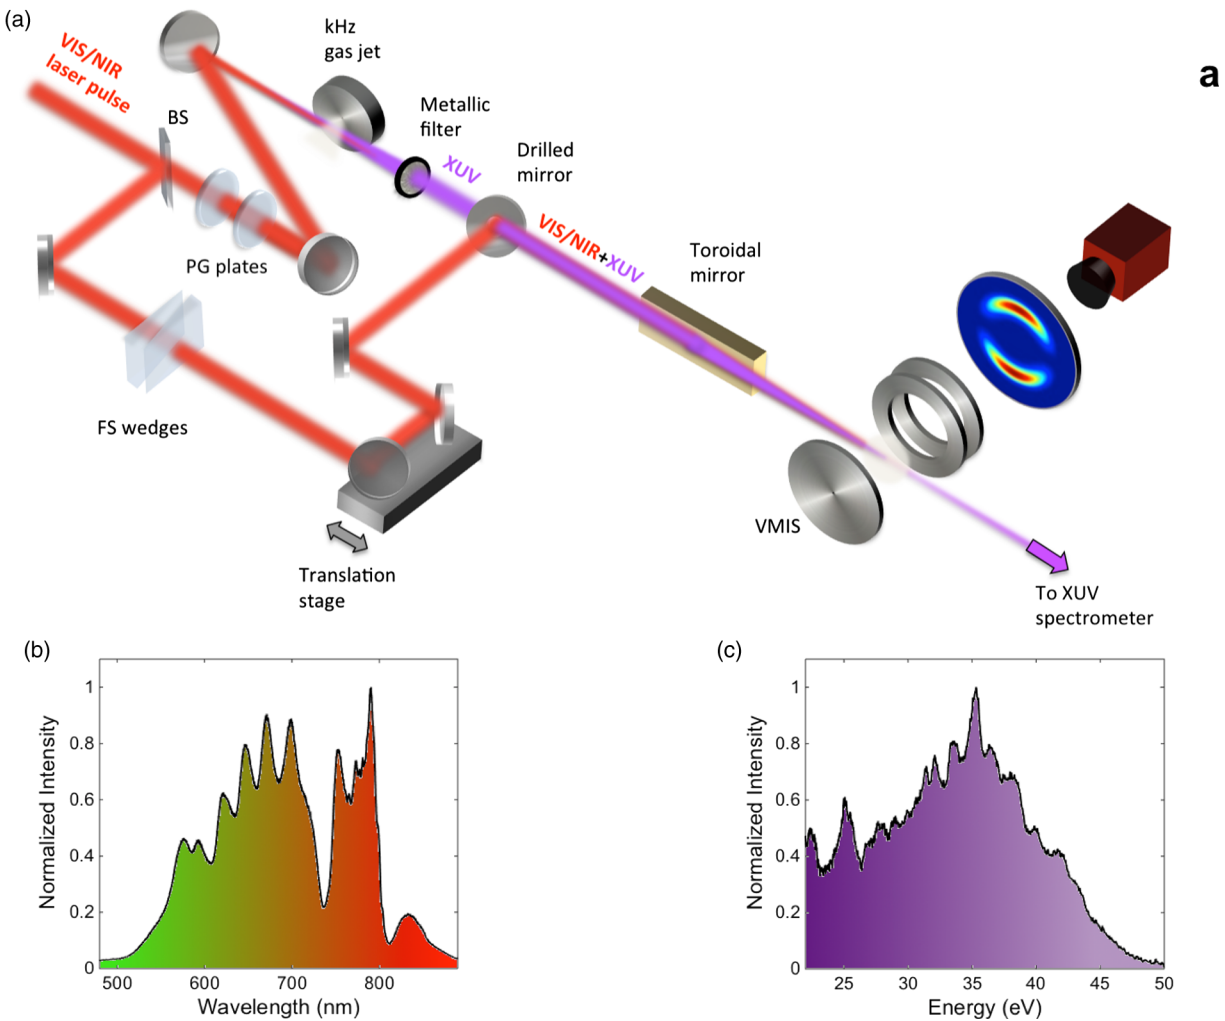 (a)
VIS/NIR
laser pulse
BS
PG plates
FS wedges
Translation
stage
kHz
gas jet
Metallic
filter
XUV
Drilled
mirror
VIS/NIR+XUV
Toroidal
mirror
VMIS
To XUV
spectrometer
a
(b)
Normalized Intensity
1
0.8
0.6
0.4
0.2
0
500 600 700 800
Wavelength (nm)
(c)
Normalized Intensity
1
0.8
0.6
0.4
0.2
0
25 30 35 40 45 50
Energy (eV)